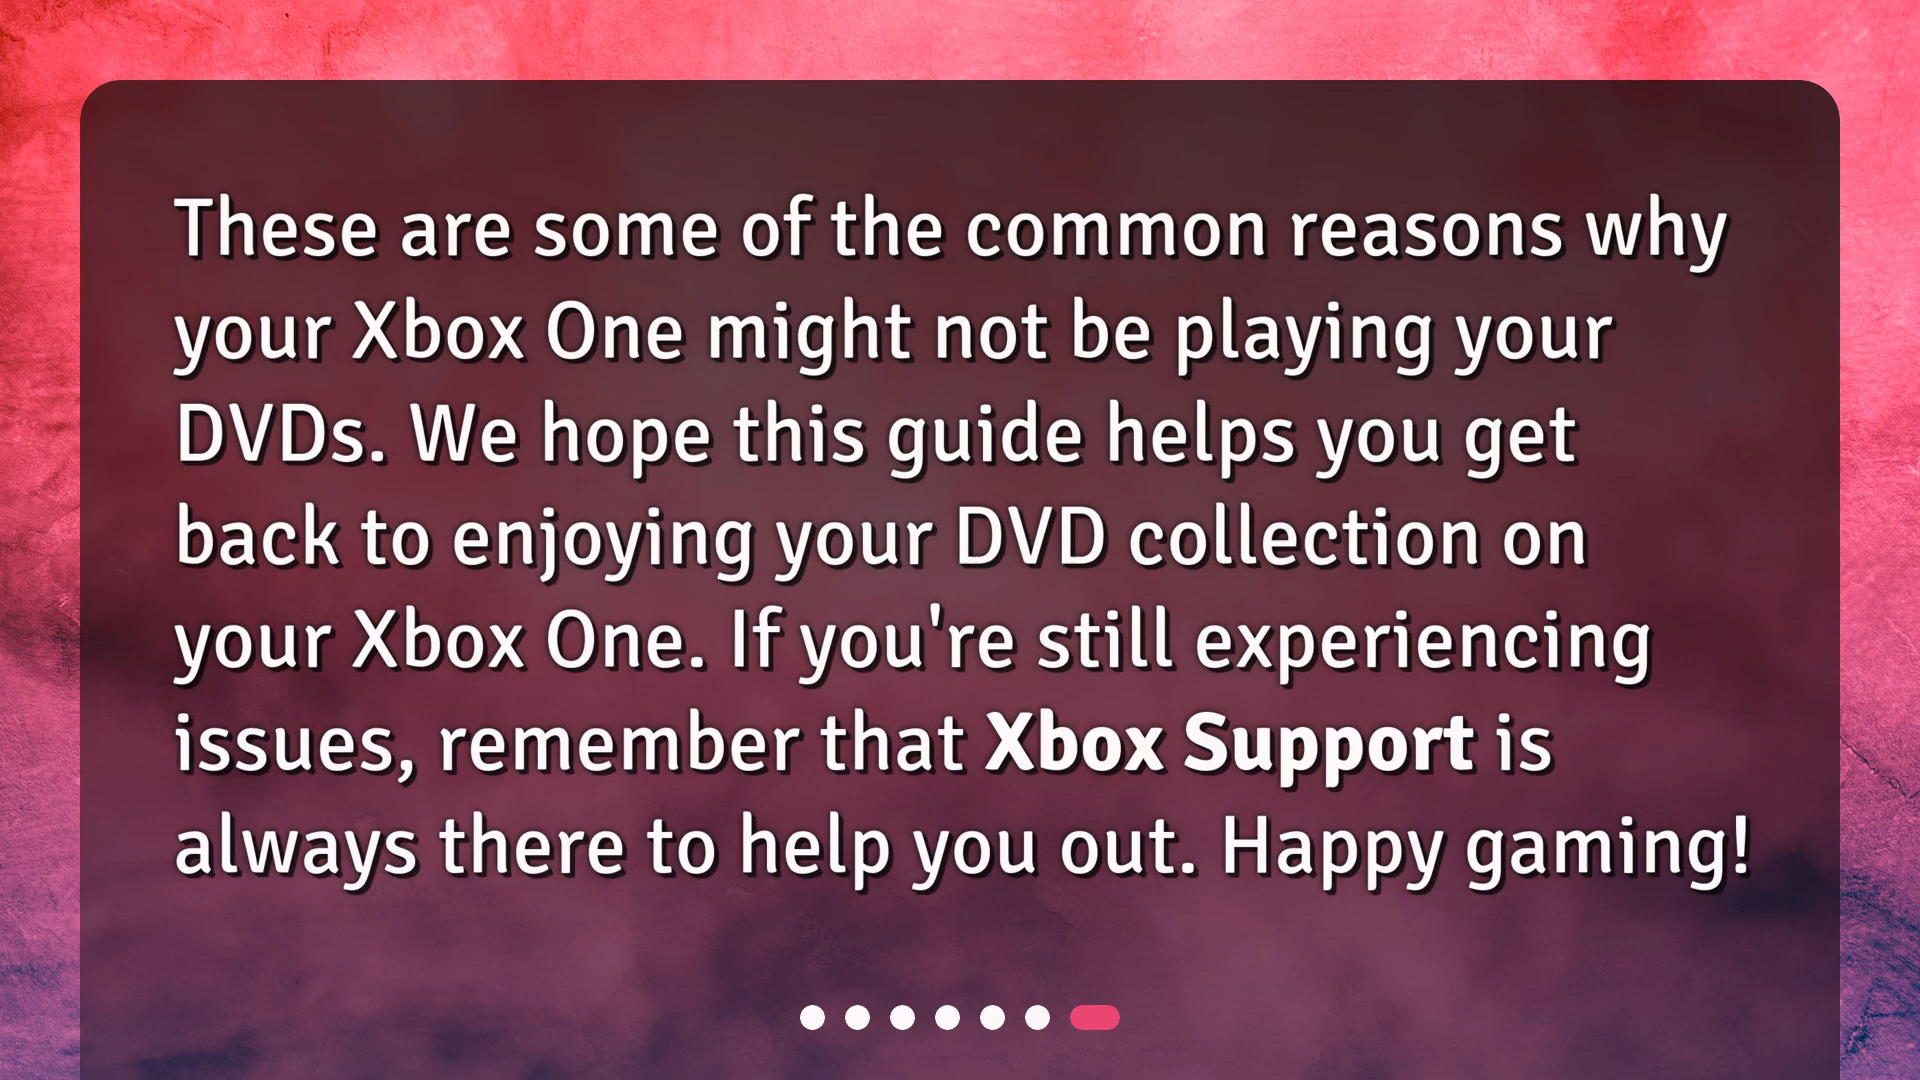 These are some of the common reasons why
your Xbox One might not be playing your
DVDs. We hope this guide helps you get
back to enjoying your DVD collection on
your Xbox One. If you're still experiencing
issues, remember that Xbox Support is
always there to help you out. Happy gaming!